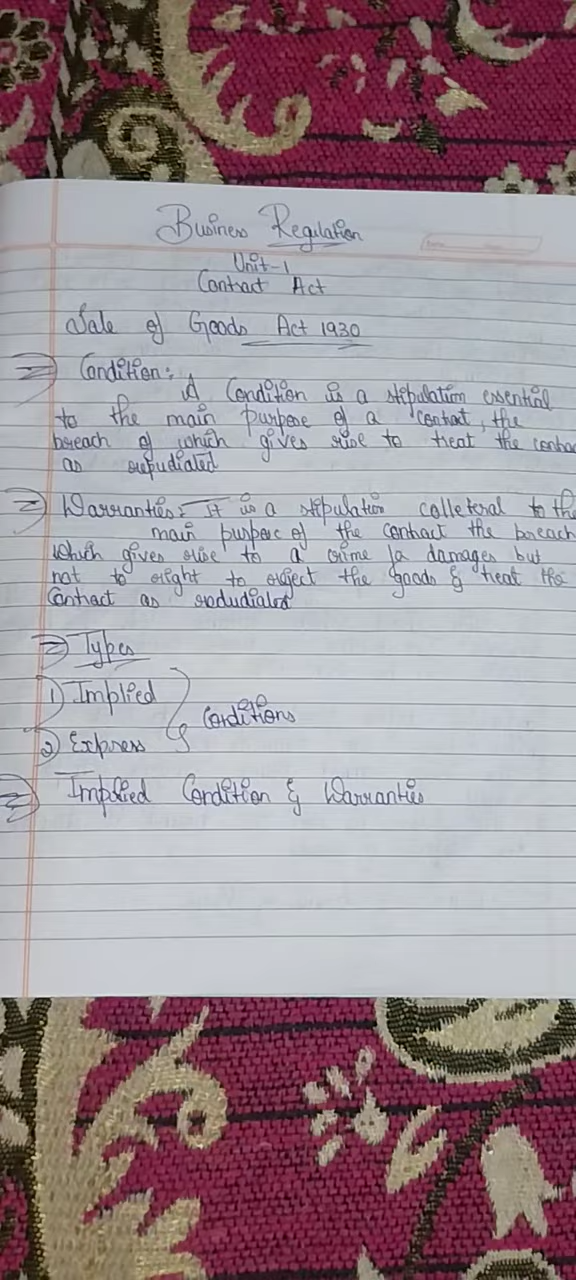 Business Regulation
Unit-1
Contract Act
Sale of Goods Act 1930
Condition:
A Condition is a stipulation essential
to the main purpose of a contract, the
breach of which gives rise to treat the contrac
as repudiated
Warranties:- It is a stipulation colleteral to the
main purpose of the contract the breach
which gives rise to a crime for damages but
not to right to reject the goods & treat the
Contract as rodudialed
Types
1) Implied
Conditions
2) Express
Implied Condition & Warranties